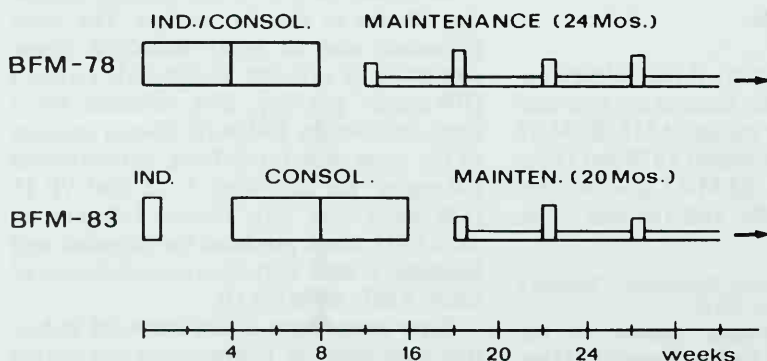 IND./CONSOL. MAINTENANCE (24 Mos.)
BFM-78
IND. CONSOL. MAINTEN. (20 Mos.)
BFM-83
4 8 16 20 24 weeks